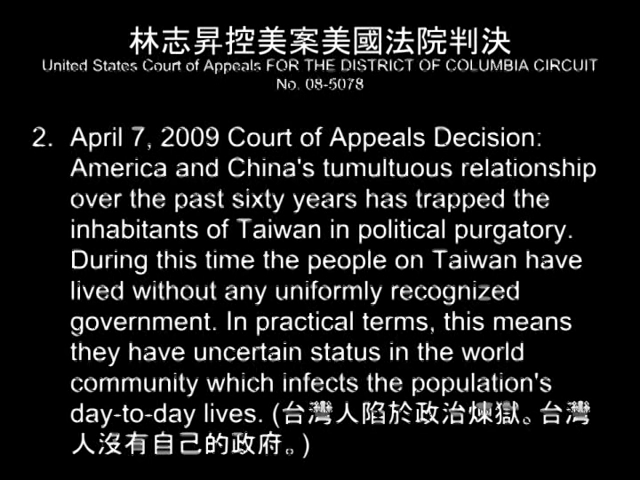 林志昇控美案美國法院判決
United States Court of Appeals FOR THE DISTRICT OF COLUMBIA CIRCUIT
No. 08-5078
2. April 7, 2009 Court of Appeals Decision:
America and China's tumultuous relationship
over the past sixty years has trapped the
inhabitants of Taiwan in political purgatory.
During this time the people on Taiwan have
lived without any uniformly recognized
government. In practical terms, this means
they have uncertain status in the world
community which infects the population's
day-to-day lives. (台灣人陷於政治煉獄。台灣
人沒有自己的政府。)